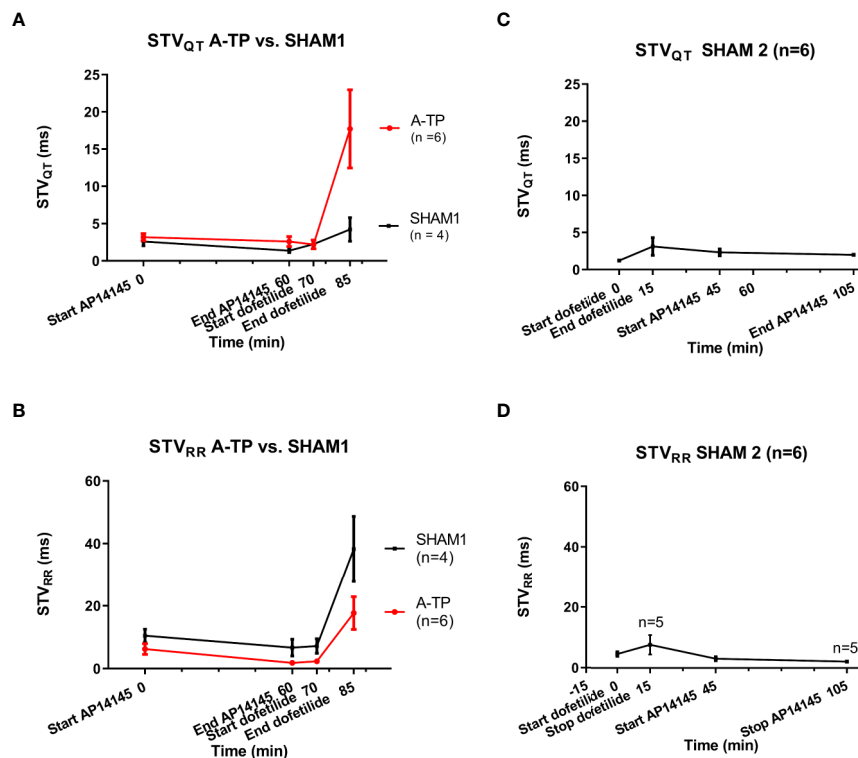 A
STV_QT A-TP vs. SHAM1
25
20
15
10
5
0
STV_QT (ms)
A-TP
(n =6)
SHAM1
(n = 4)
Start AP14145 0
End AP14145 60
Start dofetilide 70
End dofetilide 85
Time (min)
C
STV_QT SHAM 2 (n=6)
25
20
15
10
5
0
STV_QT (ms)
Start dofetilide 0
End dofetilide 15
Start AP14145 45
60
End AP14145 105
Time (min)
B
STV_RR A-TP vs. SHAM1
60
40
20
0
STV_RR (ms)
SHAM1
(n=4)
A-TP
(n=6)
Start AP14145 0
End AP14145 60
Start dofetilide 70
End dofetilide 85
Time (min)
D
STV_RR SHAM 2 (n=6)
60
40
20
0
STV_RR (ms)
n=5
n=5
-15
Start dofetilide 0
Stop dofetilide 15
Start AP14145 45
Stop AP14145 105
Time (min)